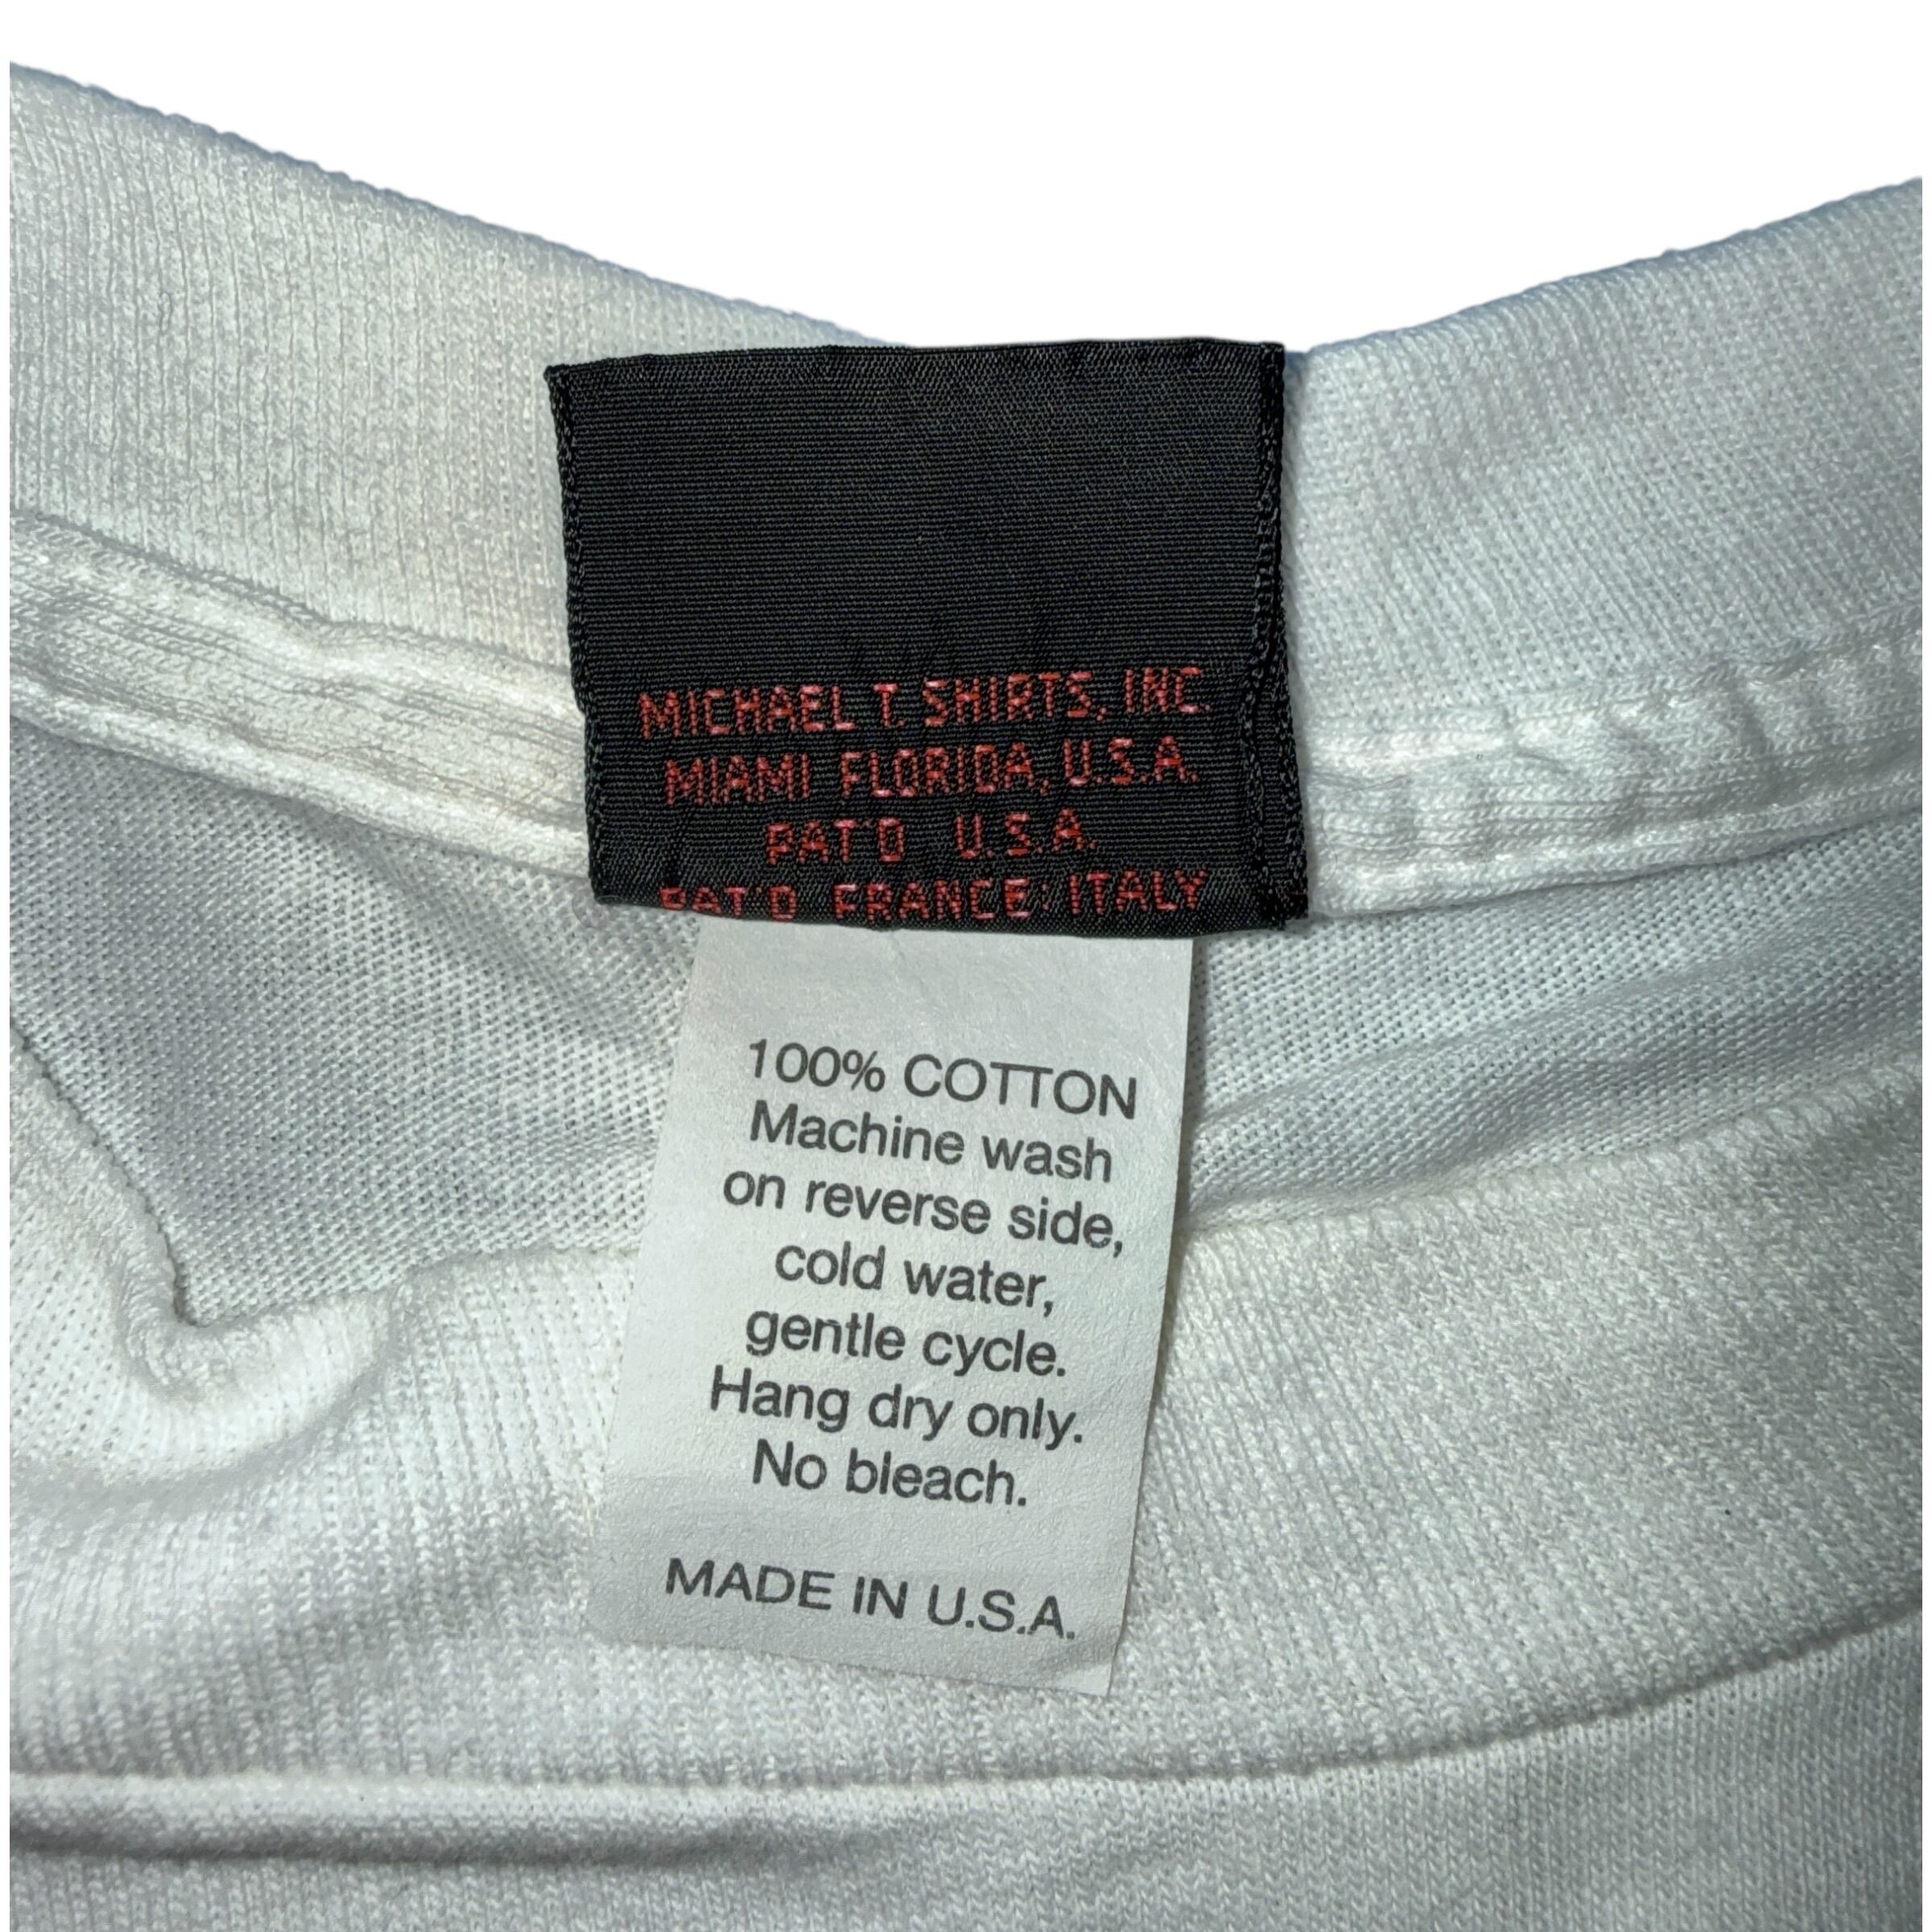 MICHAEL T. SHIRTS, INC.
MIAMI FLORIDA, U.S.A.
PAT'D U.S.A.
PAT'D FRANCE: ITALY
100% COTTON
Machine wash
on reverse side,
cold water,
gentle cycle.
Hang dry only.
No bleach.
MADE IN U.S.A.